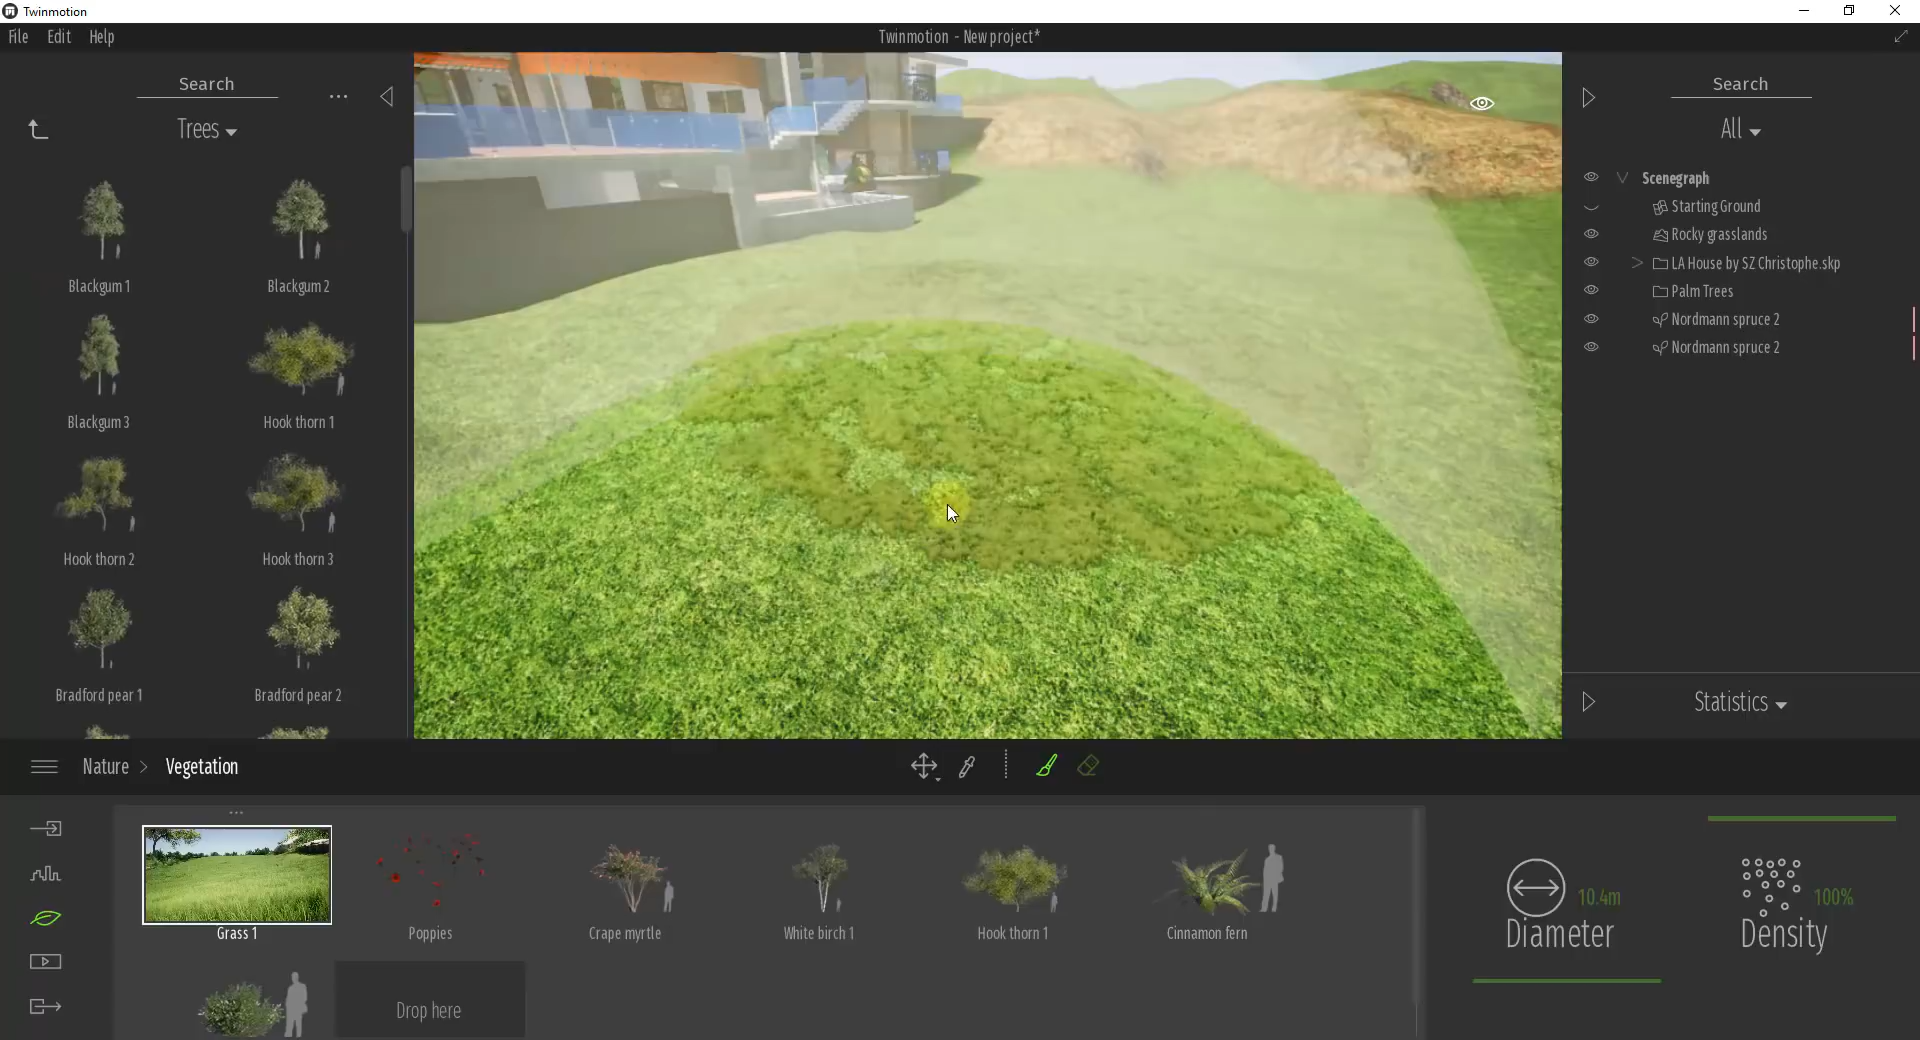 Twinmotion
File Edit Help
Twinmotion - New project*
Search
Trees
Blackgum 1
Blackgum 2
Blackgum 3
Hook thorn 1
Hook thorn 2
Hook thorn 3
Bradford pear 1
Bradford pear 2
Search
All
Scenegraph
Starting Ground
Rocky grasslands
LA House by SZ Christophe.skp
Palm Trees
Nordmann spruce 2
Nordmann spruce 2
Statistics
Nature > Vegetation
Grass 1
Poppies
Crape myrtle
White birch 1
Hook thorn 1
Cinnamon fern
Drop here
10.4m
Diameter
100%
Density